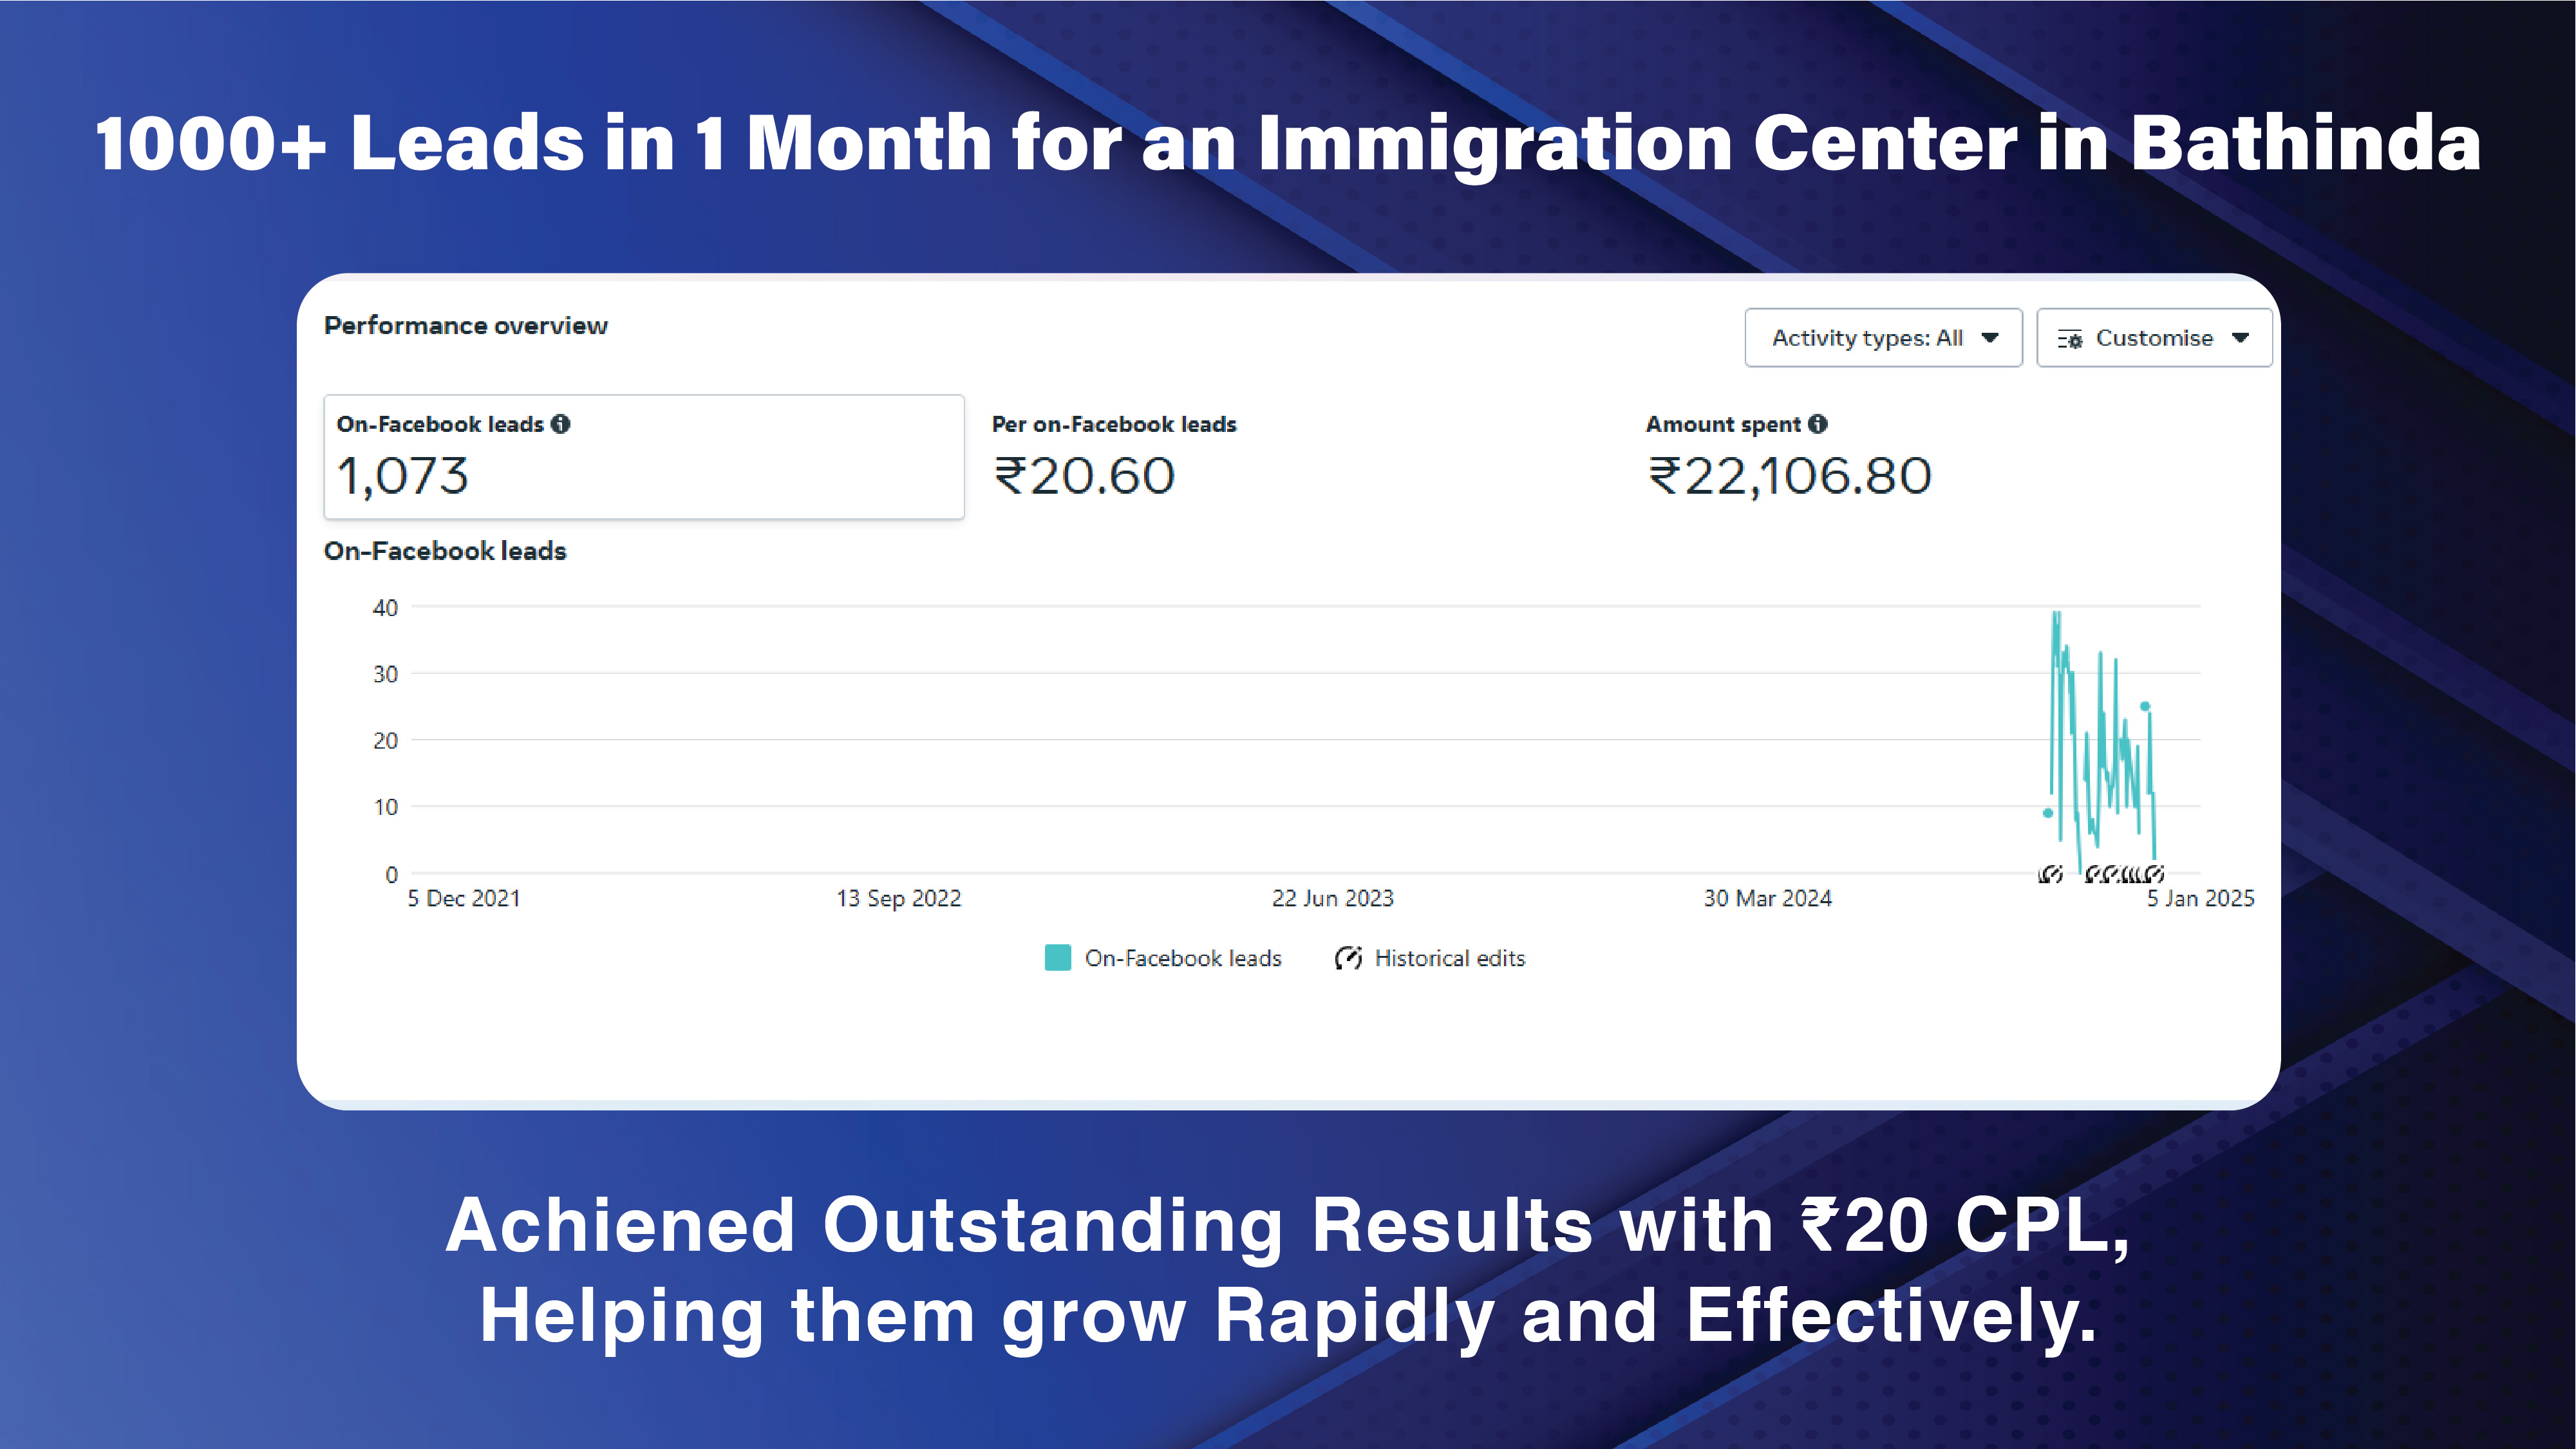 1000+ Leads in 1 Month for an Immigration Center in Bathinda
Performance overview
Activity types: All
Customise
On-Facebook leads
Per on-Facebook leads
Amount spent
1,073
₹20.60
₹22,106.80
On-Facebook leads
40
30
20
10
0
5 Dec 2021
13 Sep 2022
22 Jun 2023
30 Mar 2024
5 Jan 2025
On-Facebook leads
Historical edits
Achiened Outstanding Results with ₹20 CPL,
Helping them grow Rapidly and Effectively.